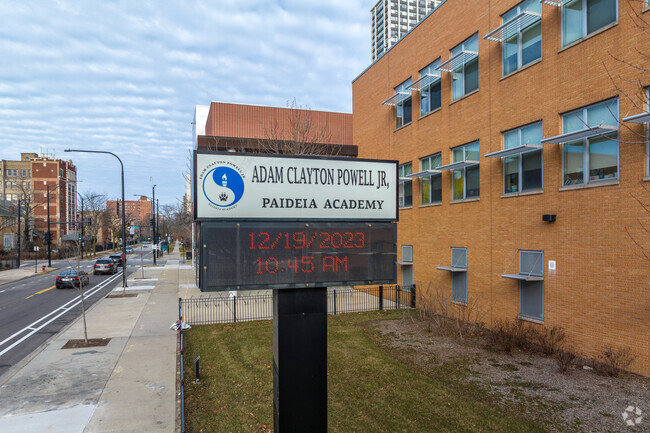 ADAM CLAYTON POWELL JR,
PAIDEIA ACADEMY
12/19/2023
10:45 AM